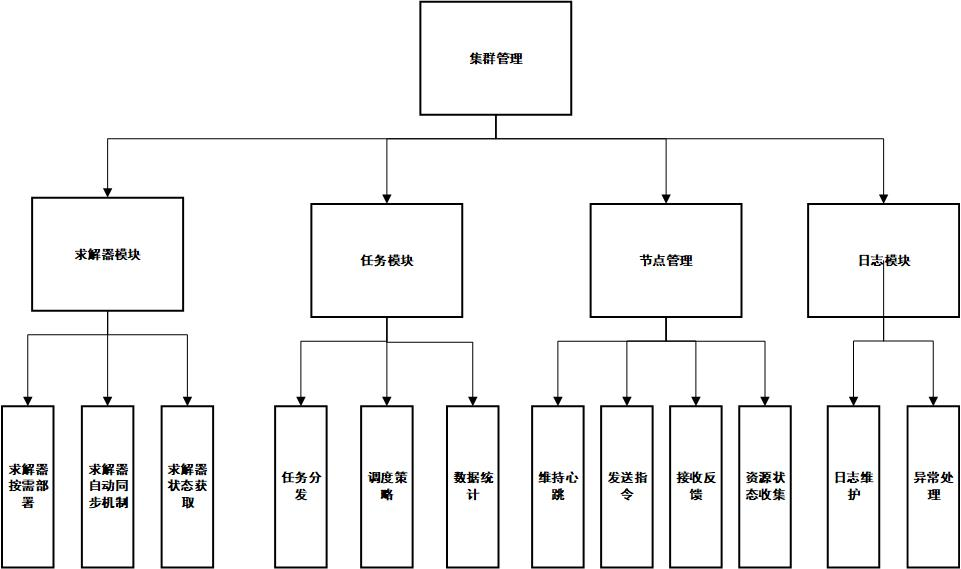 集群管理
求解器模块
任务模块
节点管理
日志模块
求解器
按需部
署
求解器
自动同
步机制
求解器
状态获
取
任务分
发
调度策
略
数据统
计
维持心
跳
发送指
令
接收反
馈
资源状
态收集
日志维
护
异常处
理